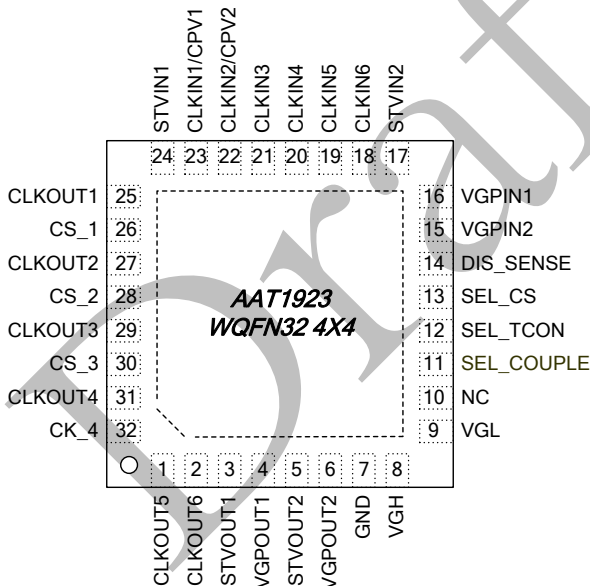 STVIN1
CLKIN1/CPV1
CLKIN2/CPV2
CLKIN3
CLKIN4
CLKIN5
CLKIN6
STVIN2
24 23 22 21 20 19 18 17
CLKOUT1 25
CS_1 26
CLKOUT2 27
CS_2 28
CLKOUT3 29
CS_3 30
CLKOUT4 31
CK_4 32
AAT1923
WQFN32 4X4
16 VGPIN1
15 VGPIN2
14 DIS_SENSE
13 SEL_CS
12 SEL_TCON
11 SEL_COUPLE
10 NC
9 VGL
1 2 3 4 5 6 7 8
CLKOUT5
CLKOUT6
STVOUT1
VGPOUT1
STVOUT2
VGPOUT2
GND
VGH
Draf